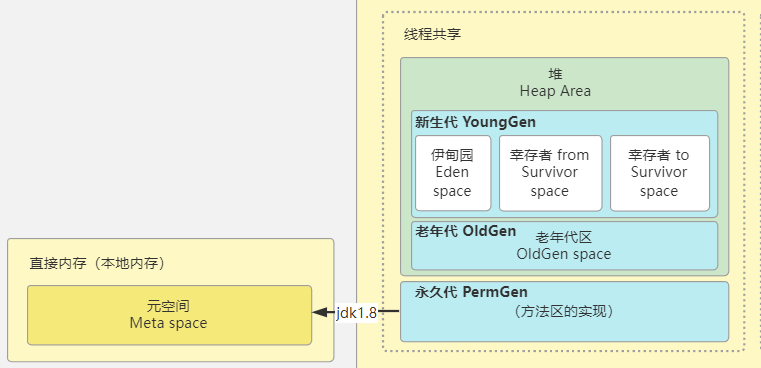 线程共享
堆
Heap Area
新生代 YoungGen
伊甸园
Eden
space
幸存者 from
Survivor
space
幸存者 to
Survivor
space
老年代 OldGen
老年代区
OldGen space
直接内存（本地内存）
元空间
Meta space
jdk1.8
永久代 PermGen
（方法区的实现）